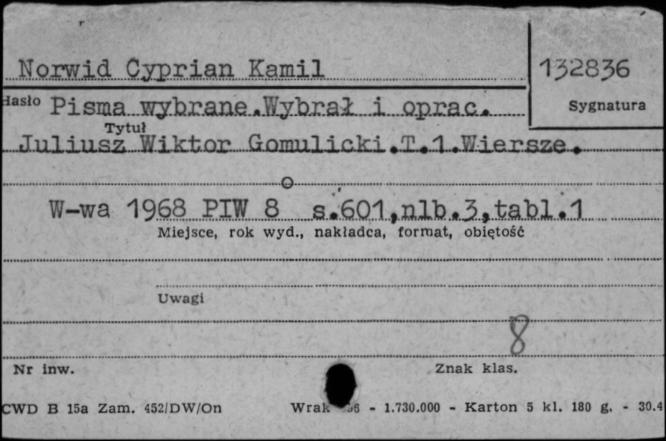 Norwid Cyprian Kamil 132836
Hasło Pisma wybrane.Wybrał i oprac. Sygnatura
Tytuł
Juliusz Wiktor Gomulicki.T.1.Wiersze.
W-wa 1968 PIW 8° s.601,nlb.3,tabl.1
Miejsce, rok wyd., nakładca, format, objętość
Uwagi
8
Nr inw. Znak klas.
CWD B 15a Zam. 452/DW/On Wrak 56 - 1.730.000 - Karton 5 kl. 180 g. - 30.4